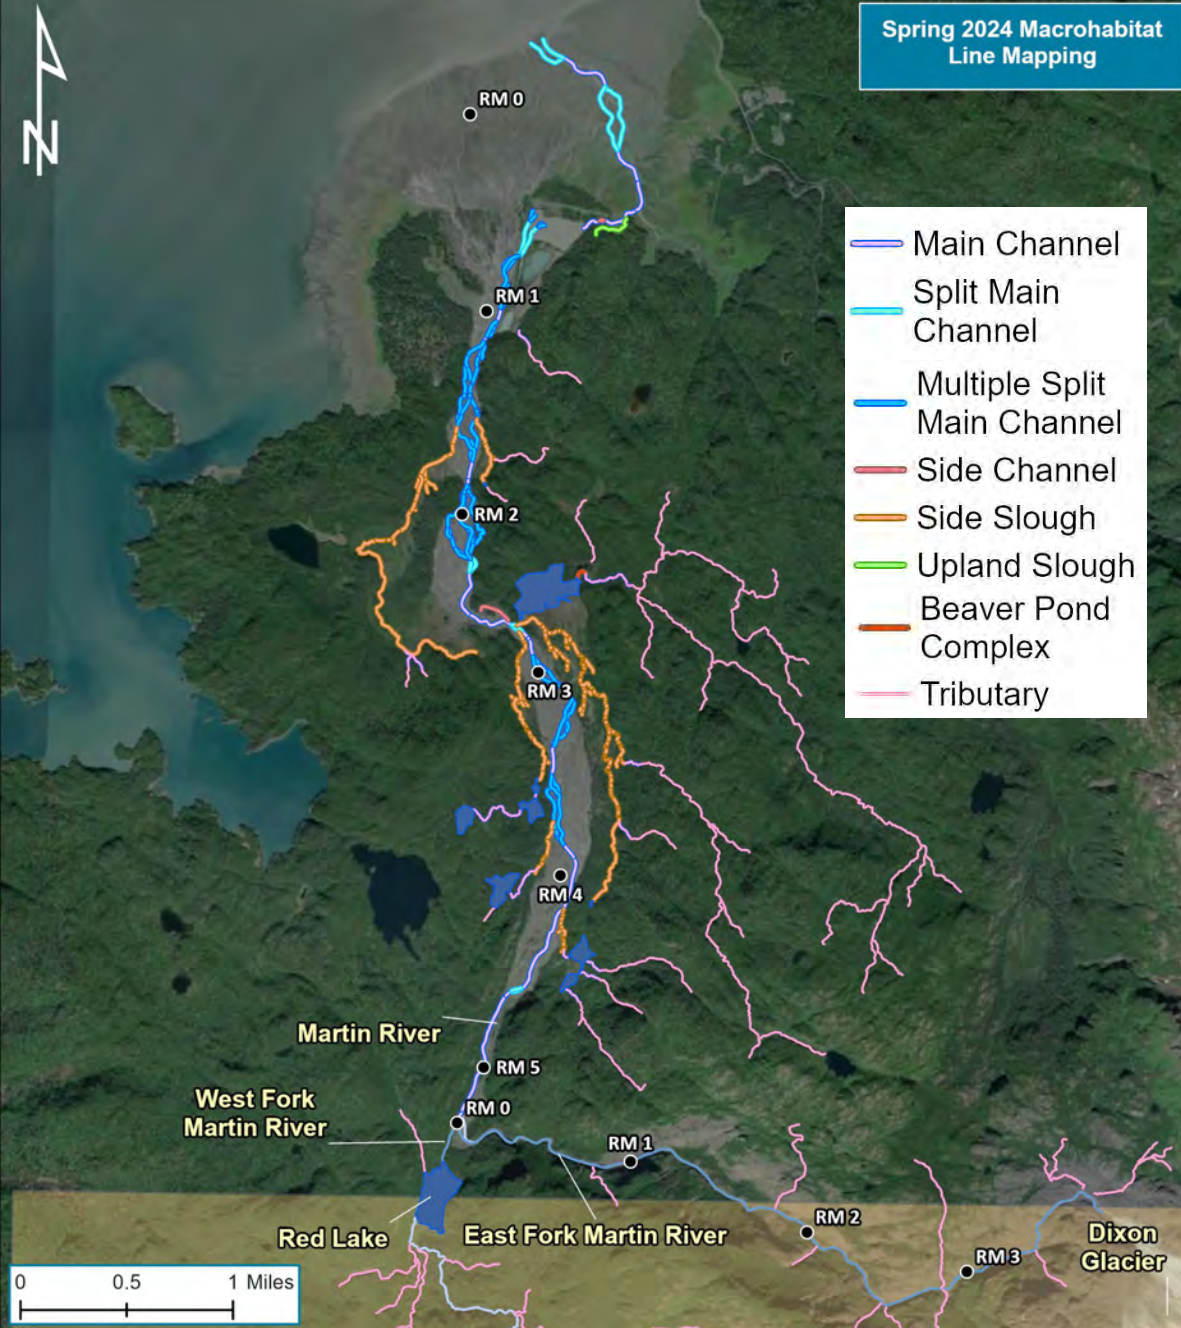 Spring 2024 Macrohabitat
Line Mapping
N
RM 0
RM 1
Main Channel
Split Main
Channel
Multiple Split
Main Channel
Side Channel
Side Slough
Upland Slough
Beaver Pond
Complex
Tributary
RM 2
RM 3
RM 4
Martin River
RM 5
West Fork
Martin River
RM 0
RM 1
RM 2
Red Lake
East Fork Martin River
RM 3
Dixon
Glacier
0 0.5 1 Miles